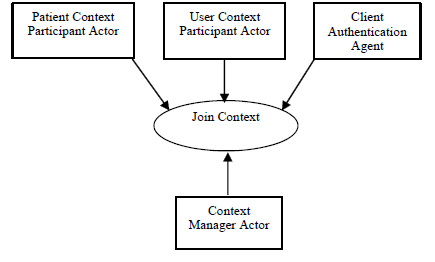 Patient Context
Participant Actor
User Context
Participant Actor
Client
Authentication
Agent
Join Context
Context
Manager Actor